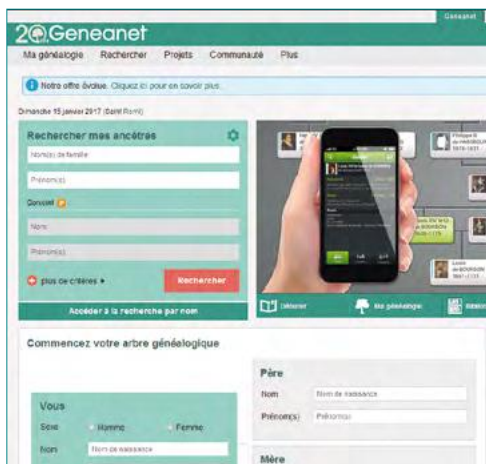 Geneanet
20 Geneanet
Ma généalogie Rechercher Projets Communauté Plus
Notre offre évolue. Cliquez ici pour en savoir plus.
Dimanche 15 janvier 2017 (Saint Remi)
Rechercher mes ancêtres
Nom(s) de famille
Prénom(s)
Conjoint P
Nom
Prénom(s)
plus de critères
Rechercher
Accéder à la recherche par nom
Débuter
Ma généalogie
Commencez votre arbre généalogique
Vous
Sexe Homme Femme
Nom Nom de naissance
Père
Nom Nom de naissance
Prénom(s) Prénom(s)
Mère